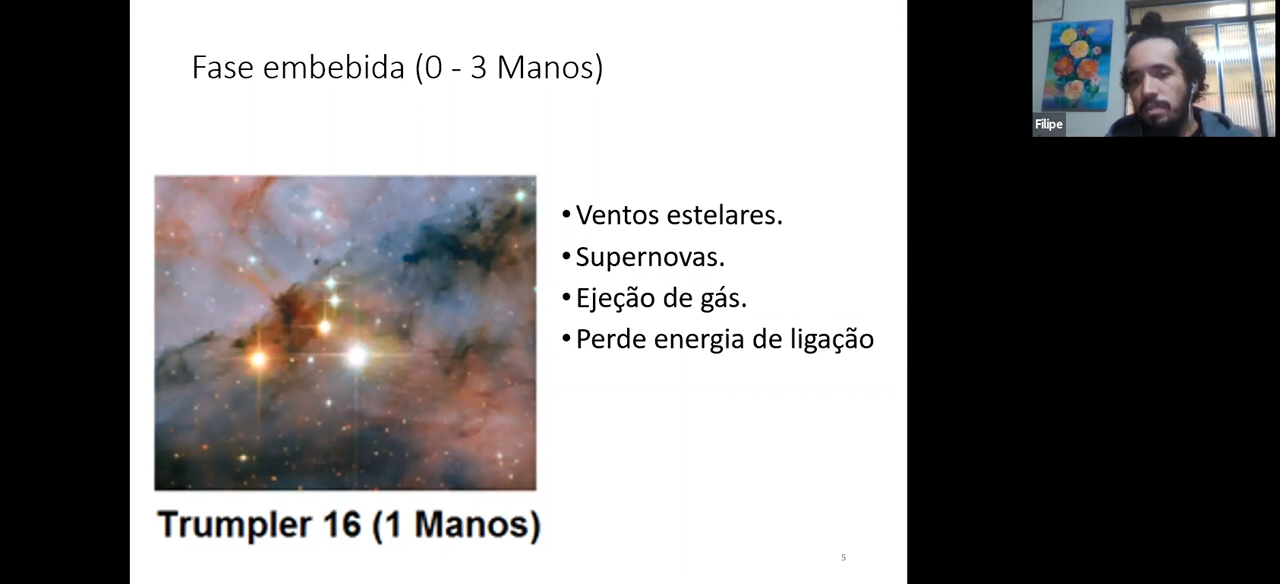 Fase embebida (0 - 3 Manos)
• Ventos estelares.
• Supernovas.
• Ejeção de gás.
• Perde energia de ligação
Trumpler 16 (1 Manos)
5
Filipe